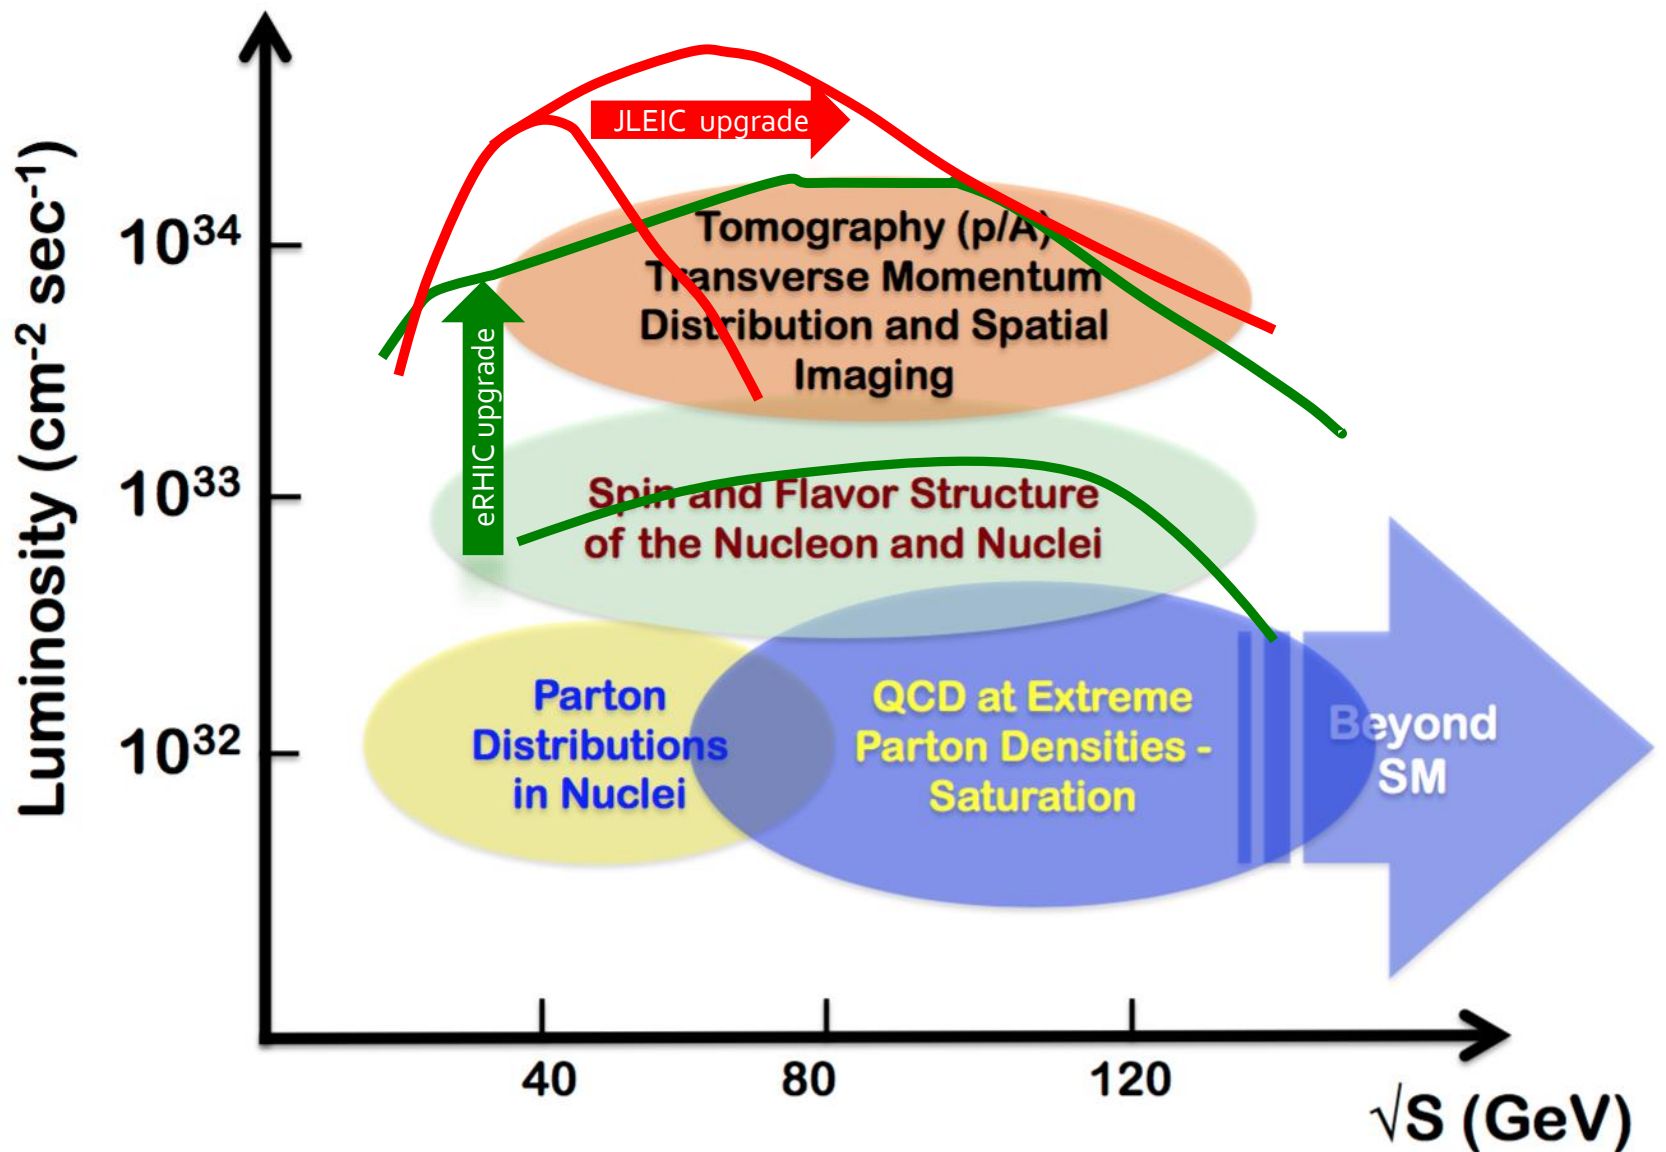 Luminosity (cm⁻² sec⁻¹)
10³⁴
10³³
10³²
JLEIC upgrade
eRHIC upgrade
Tomography (p/A)
Transverse Momentum
Distribution and Spatial
Imaging
Spin and Flavor Structure
of the Nucleon and Nuclei
Parton
Distributions
in Nuclei
QCD at Extreme
Parton Densities -
Saturation
Beyond
SM
40
80
120
√S (GeV)